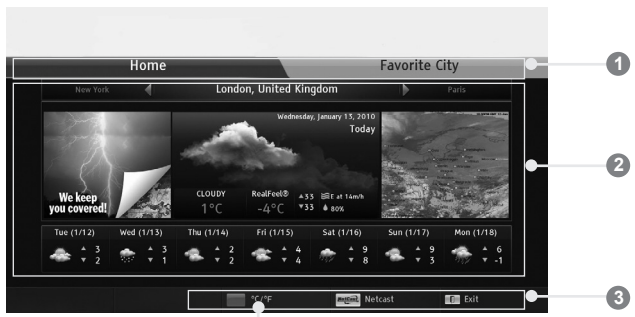 Home
Favorite City
1
New York
London, United Kingdom
Paris
Wednesday, January 13, 2010
Today
2
We keep
you covered!
CLOUDY
1°C
RealFeel®
-4°C
▲33
▼33
E at 14m/h
80%
Tue (1/12)
Wed (1/13)
Thu (1/14)
Fri (1/15)
Sat (1/16)
Sun (1/17)
Mon (1/18)
▲ 3
▲ 3
▲ 2
▲ 4
▲ 9
▲ 9
▲ 6
▼ 2
▼ 1
▼ 2
▼ 4
▼ 8
▼ 3
▼ -1
°C/°F
NetCast
Netcast
Exit
3